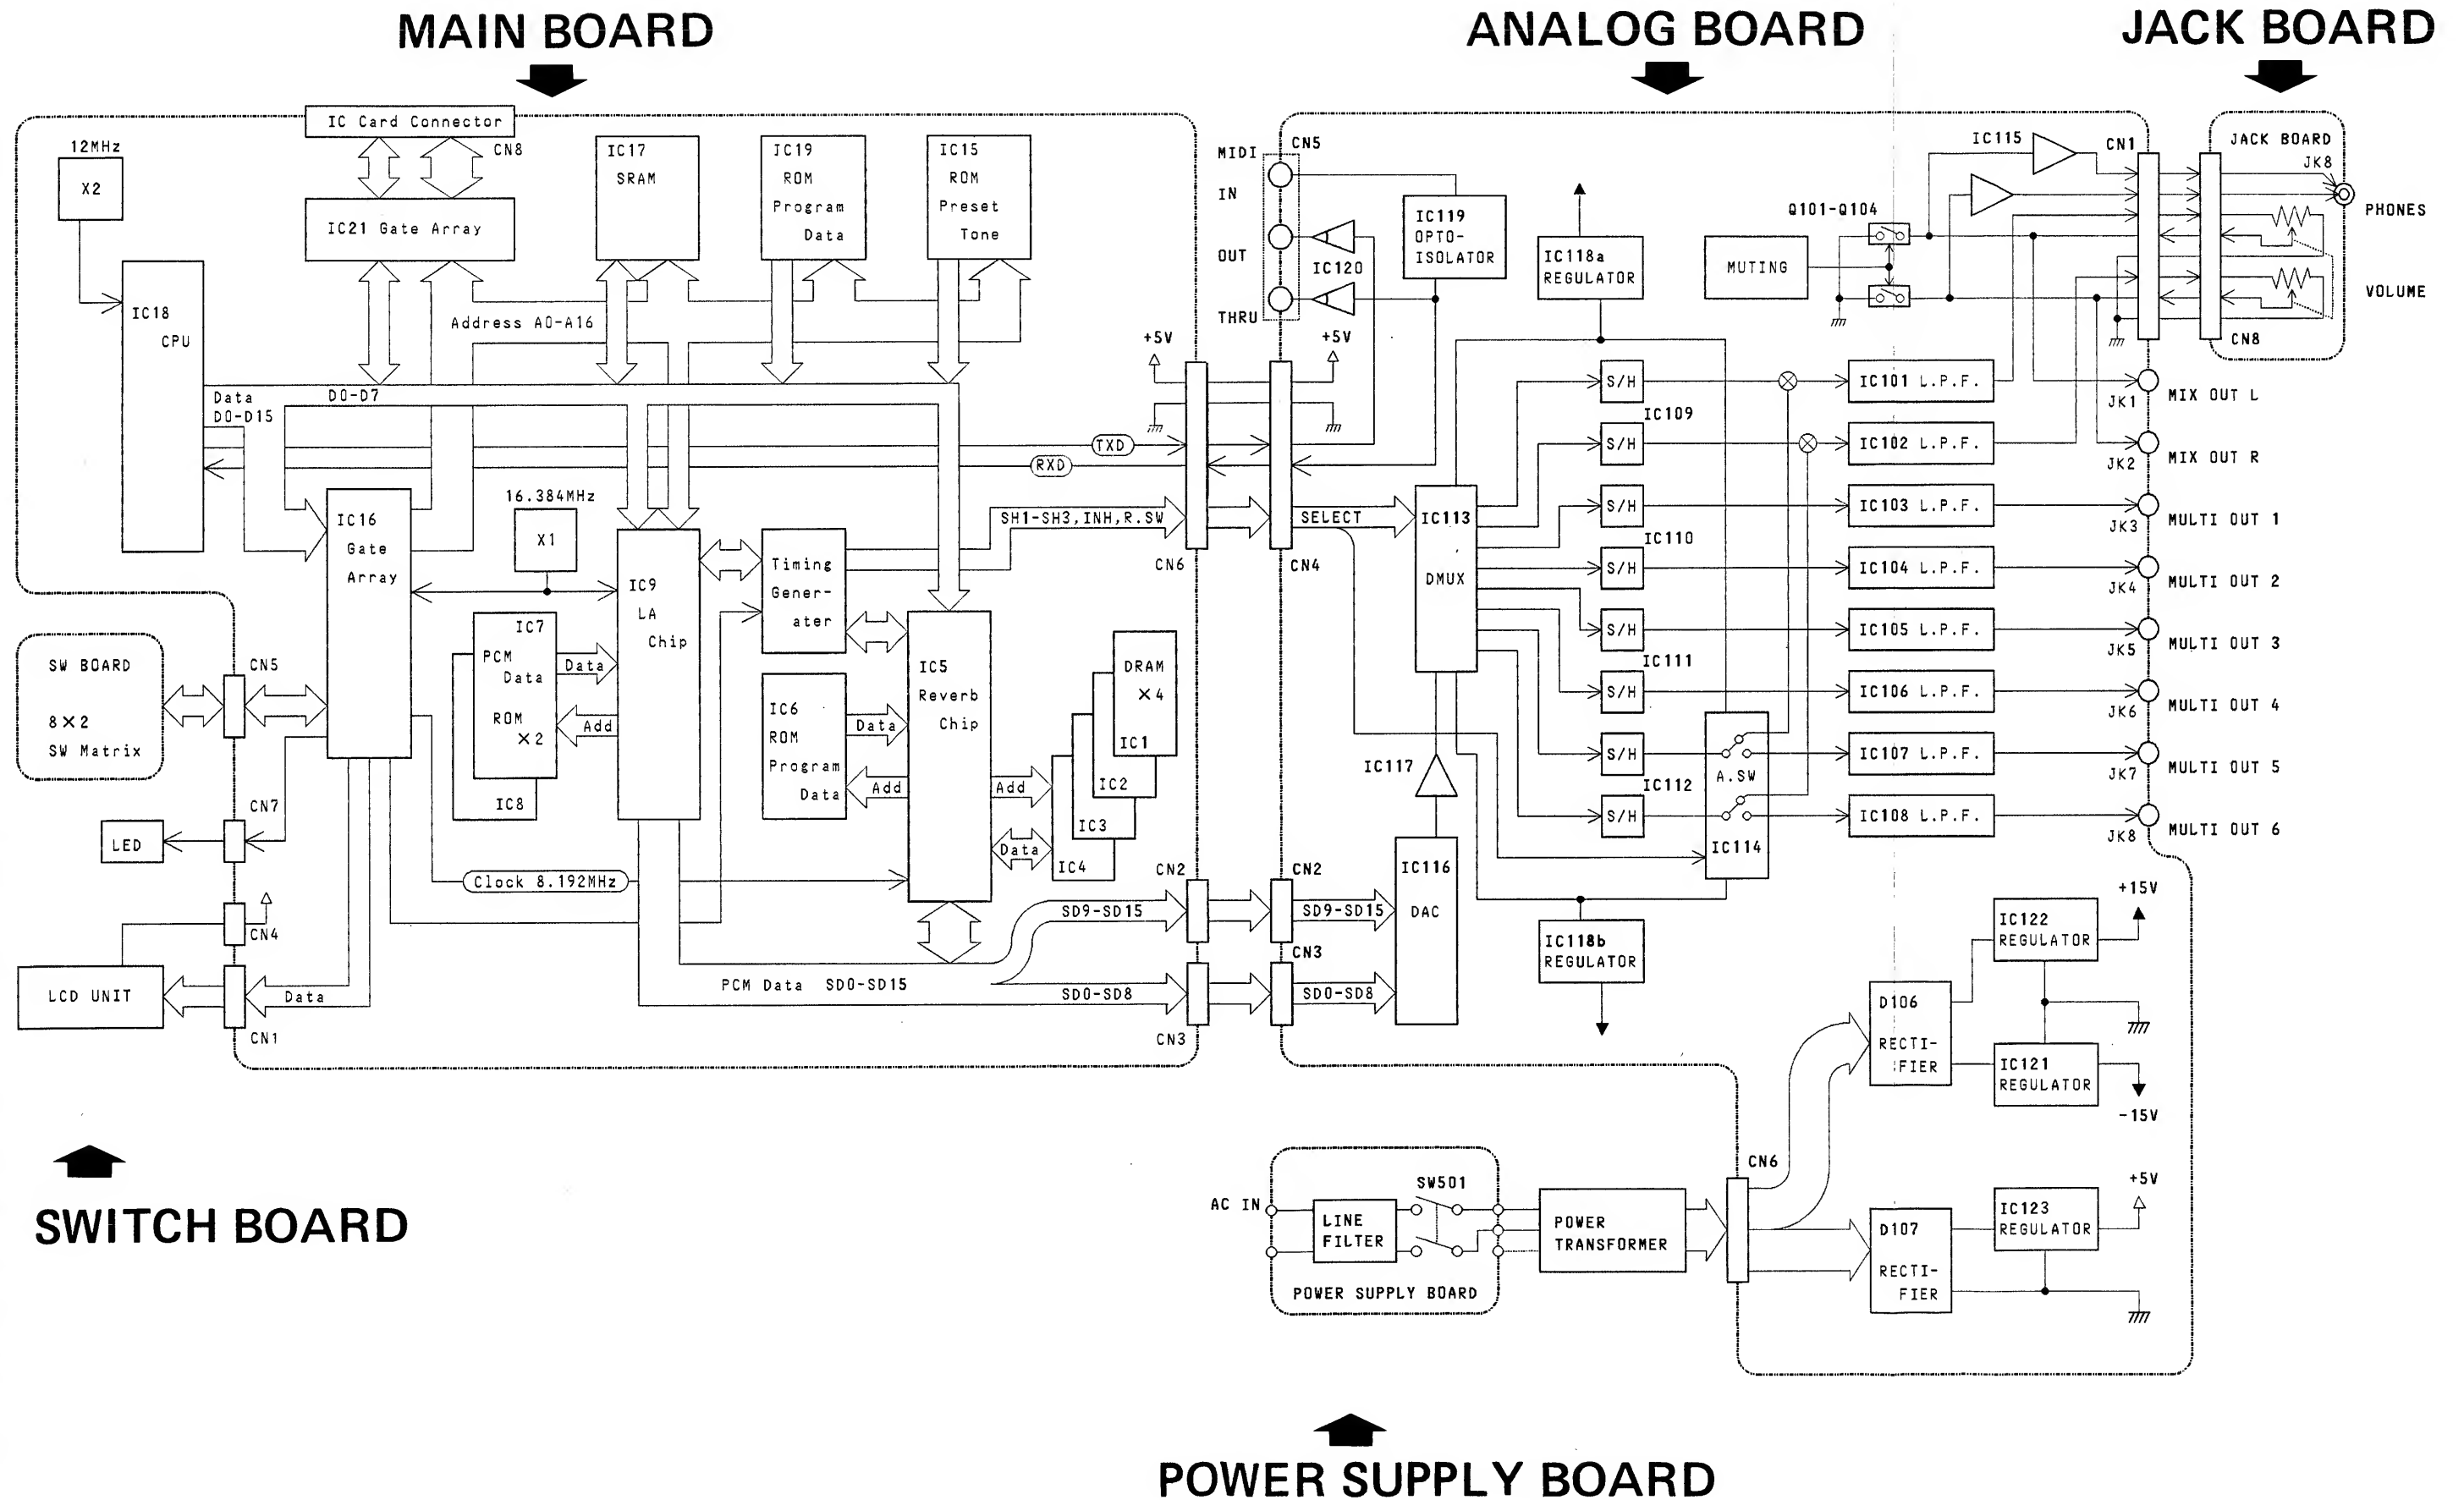 MAIN BOARD
ANALOG BOARD
JACK BOARD
IC Card Connector
CN8
12MHz
X2
IC21 Gate Array
IC17
SRAM
IC19
ROM
Program
Data
IC15
ROM
Preset
Tone
IC18
CPU
Address A0-A16
Data
D0-D15
D0-D7
TXD
RXD
+5V
16.384MHz
X1
IC16
Gate
Array
IC9
LA
Chip
Timing
Gener-
ater
SH1-SH3,INH,R.SW
CN6
IC7
PCM
Data
ROM
×2
IC8
Data
Add
IC6
ROM
Program
Data
Data
Add
IC5
Reverb
Chip
Add
Data
DRAM
×4
IC1
IC2
IC3
IC4
SW BOARD
8×2
SW Matrix
CN5
CN7
LED
CN4
LCD UNIT
CN1
Data
Clock 8.192MHz
PCM Data SD0-SD15
SD9-SD15
SD0-SD8
CN2
CN3
MIDI
IN
OUT
THRU
CN5
IC120
IC119
OPTO-
ISOLATOR
+5V
CN4
SELECT
IC113
DMUX
IC117
IC116
DAC
CN2
SD9-SD15
CN3
SD0-SD8
IC118a
REGULATOR
IC118b
REGULATOR
MUTING
Q101-Q104
IC115
CN1
JACK BOARD
JK8
PHONES
VOLUME
CN8
S/H
IC109
S/H
S/H
IC110
S/H
S/H
IC111
S/H
S/H
IC112
S/H
A.SW
IC114
IC101 L.P.F.
IC102 L.P.F.
IC103 L.P.F.
IC104 L.P.F.
IC105 L.P.F.
IC106 L.P.F.
IC107 L.P.F.
IC108 L.P.F.
JK1
MIX OUT L
JK2
MIX OUT R
JK3
MULTI OUT 1
JK4
MULTI OUT 2
JK5
MULTI OUT 3
JK6
MULTI OUT 4
JK7
MULTI OUT 5
JK8
MULTI OUT 6
+15V
IC122
REGULATOR
D106
RECTI-
FIER
IC121
REGULATOR
-15V
+5V
IC123
REGULATOR
D107
RECTI-
FIER
CN6
AC IN
LINE
FILTER
SW501
POWER
TRANSFORMER
POWER SUPPLY BOARD
SWITCH BOARD
POWER SUPPLY BOARD